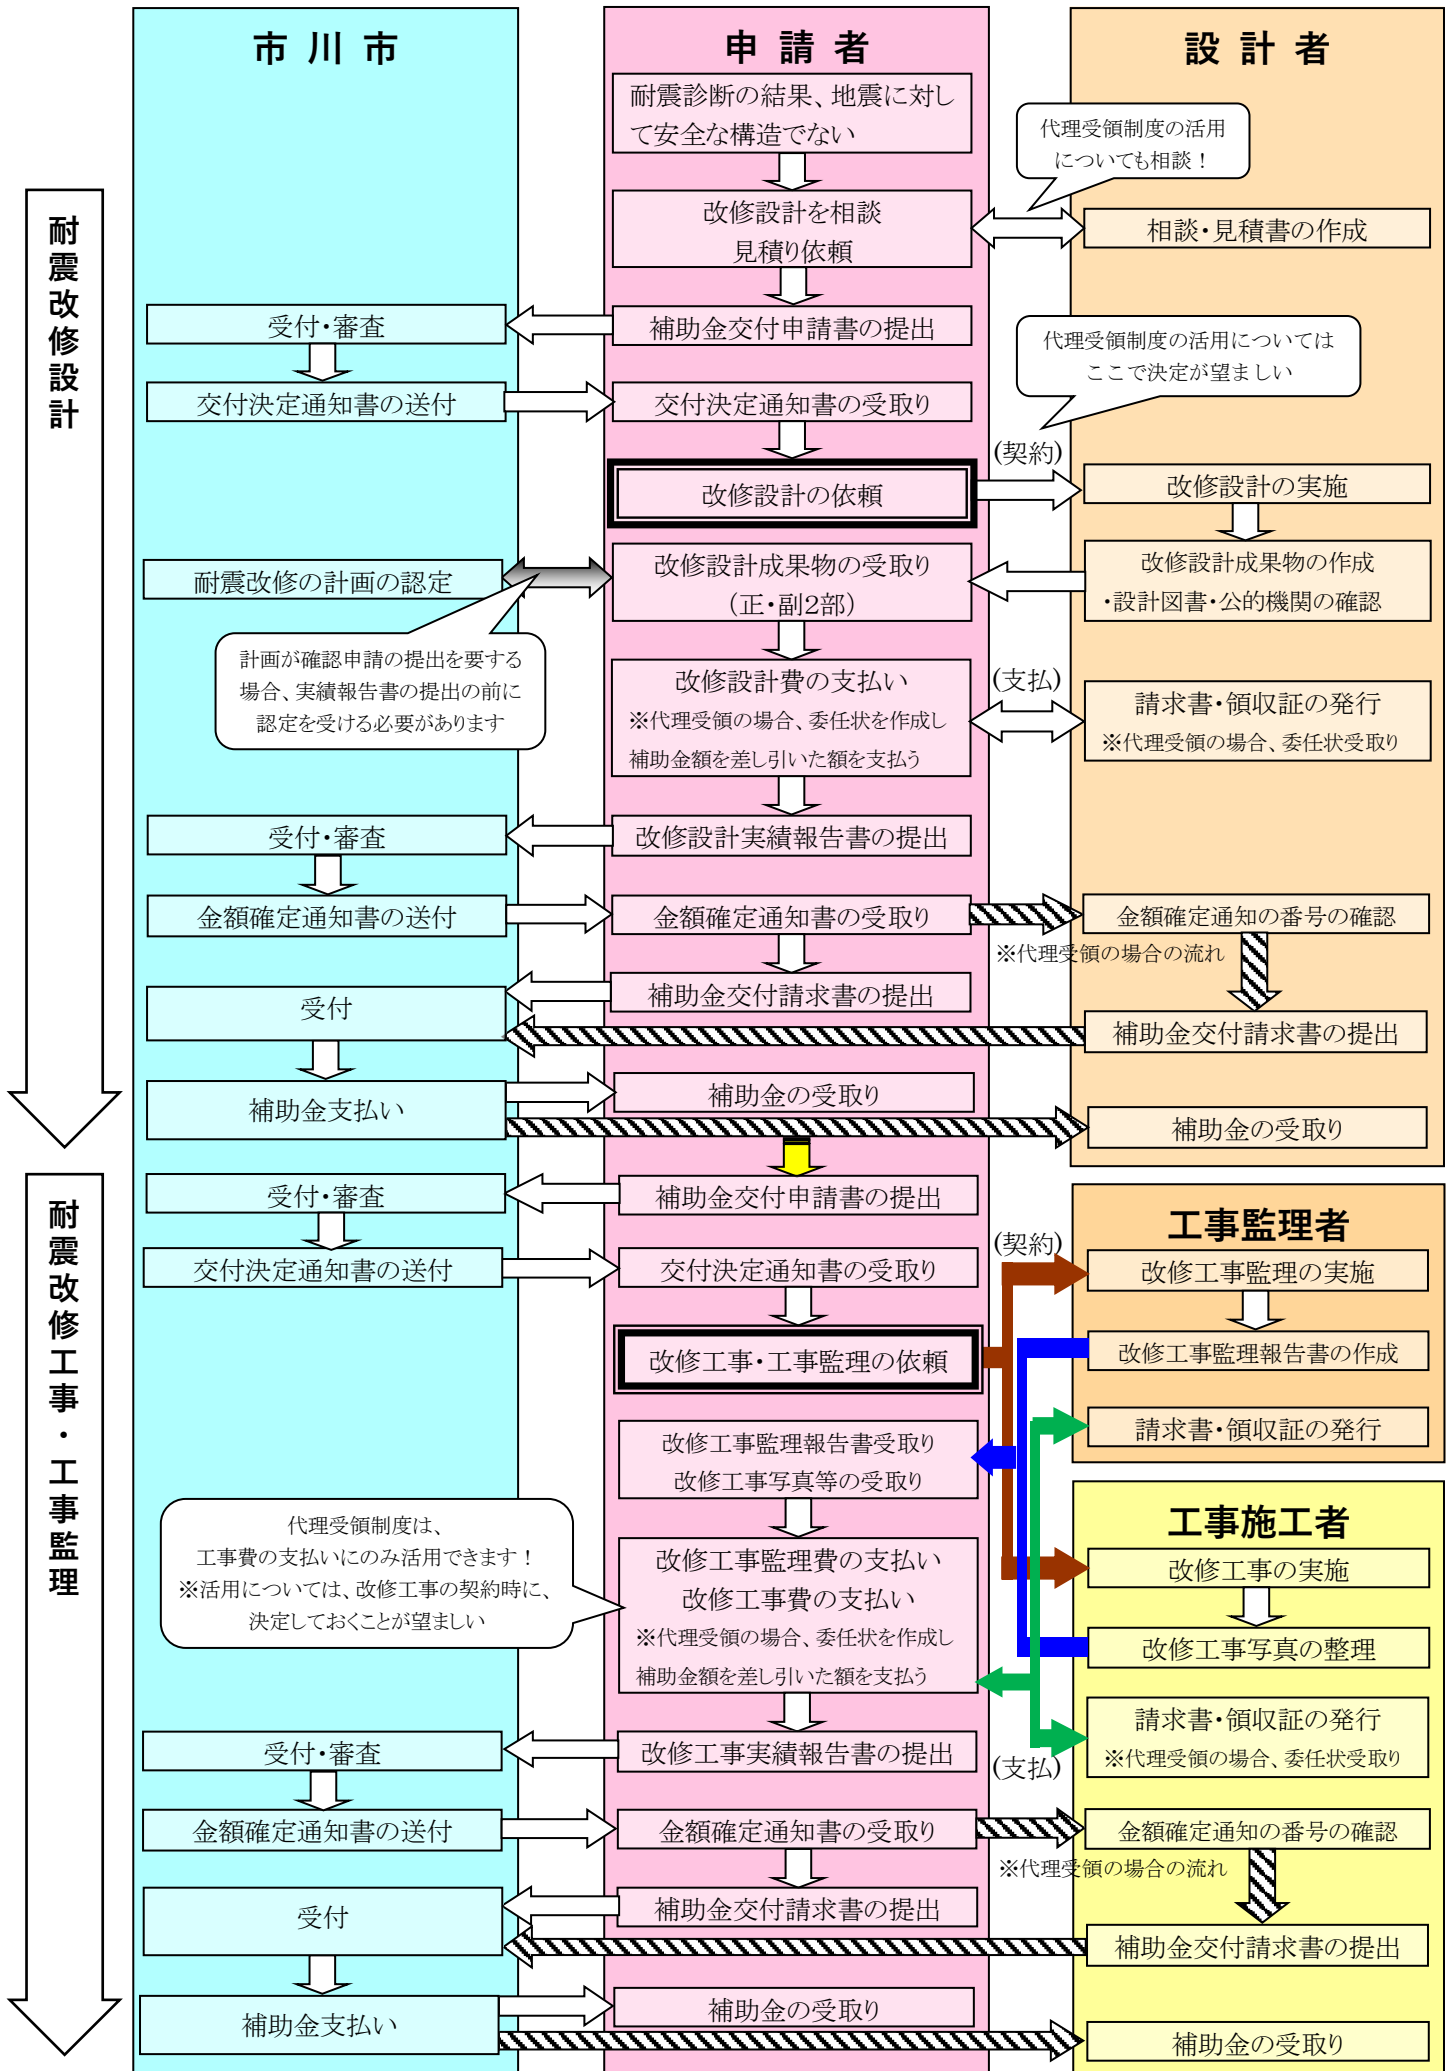 市川市
申請者
設計者
耐震診断の結果、地震に対し
て安全な構造でない
代理受領制度の活用
についても相談！
耐震改修設計
改修設計を相談
見積り依頼
相談・見積書の作成
受付・審査
補助金交付申請書の提出
代理受領制度の活用については
ここで決定が望ましい
交付決定通知書の送付
交付決定通知書の受取り
(契約)
改修設計の依頼
改修設計の実施
耐震改修の計画の認定
改修設計成果物の受取り
（正・副2部）
改修設計成果物の作成
・設計図書・公的機関の確認
計画が確認申請の提出を要する
場合、実績報告書の提出の前に
認定を受ける必要があります
改修設計費の支払い
※代理受領の場合、委任状を作成し
補助金額を差し引いた額を支払う
(支払)
請求書・領収証の発行
※代理受領の場合、委任状受取り
受付・審査
改修設計実績報告書の提出
金額確定通知書の送付
金額確定通知書の受取り
金額確定通知の番号の確認
※代理受領の場合の流れ
受付
補助金交付請求書の提出
補助金交付請求書の提出
補助金支払い
補助金の受取り
補助金の受取り
耐震改修工事・工事監理
受付・審査
補助金交付申請書の提出
工事監理者
(契約)
交付決定通知書の送付
交付決定通知書の受取り
改修工事監理の実施
改修工事・工事監理の依頼
改修工事監理報告書の作成
請求書・領収証の発行
改修工事監理報告書受取り
改修工事写真等の受取り
工事施工者
代理受領制度は、
工事費の支払いにのみ活用できます！
※活用については、改修工事の契約時に、
決定しておくことが望ましい
改修工事監理費の支払い
改修工事費の支払い
※代理受領の場合、委任状を作成し
補助金額を差し引いた額を支払う
改修工事の実施
改修工事写真の整理
請求書・領収証の発行
※代理受領の場合、委任状受取り
(支払)
受付・審査
改修工事実績報告書の提出
金額確定通知書の送付
金額確定通知書の受取り
金額確定通知の番号の確認
※代理受領の場合の流れ
受付
補助金交付請求書の提出
補助金交付請求書の提出
補助金支払い
補助金の受取り
補助金の受取り